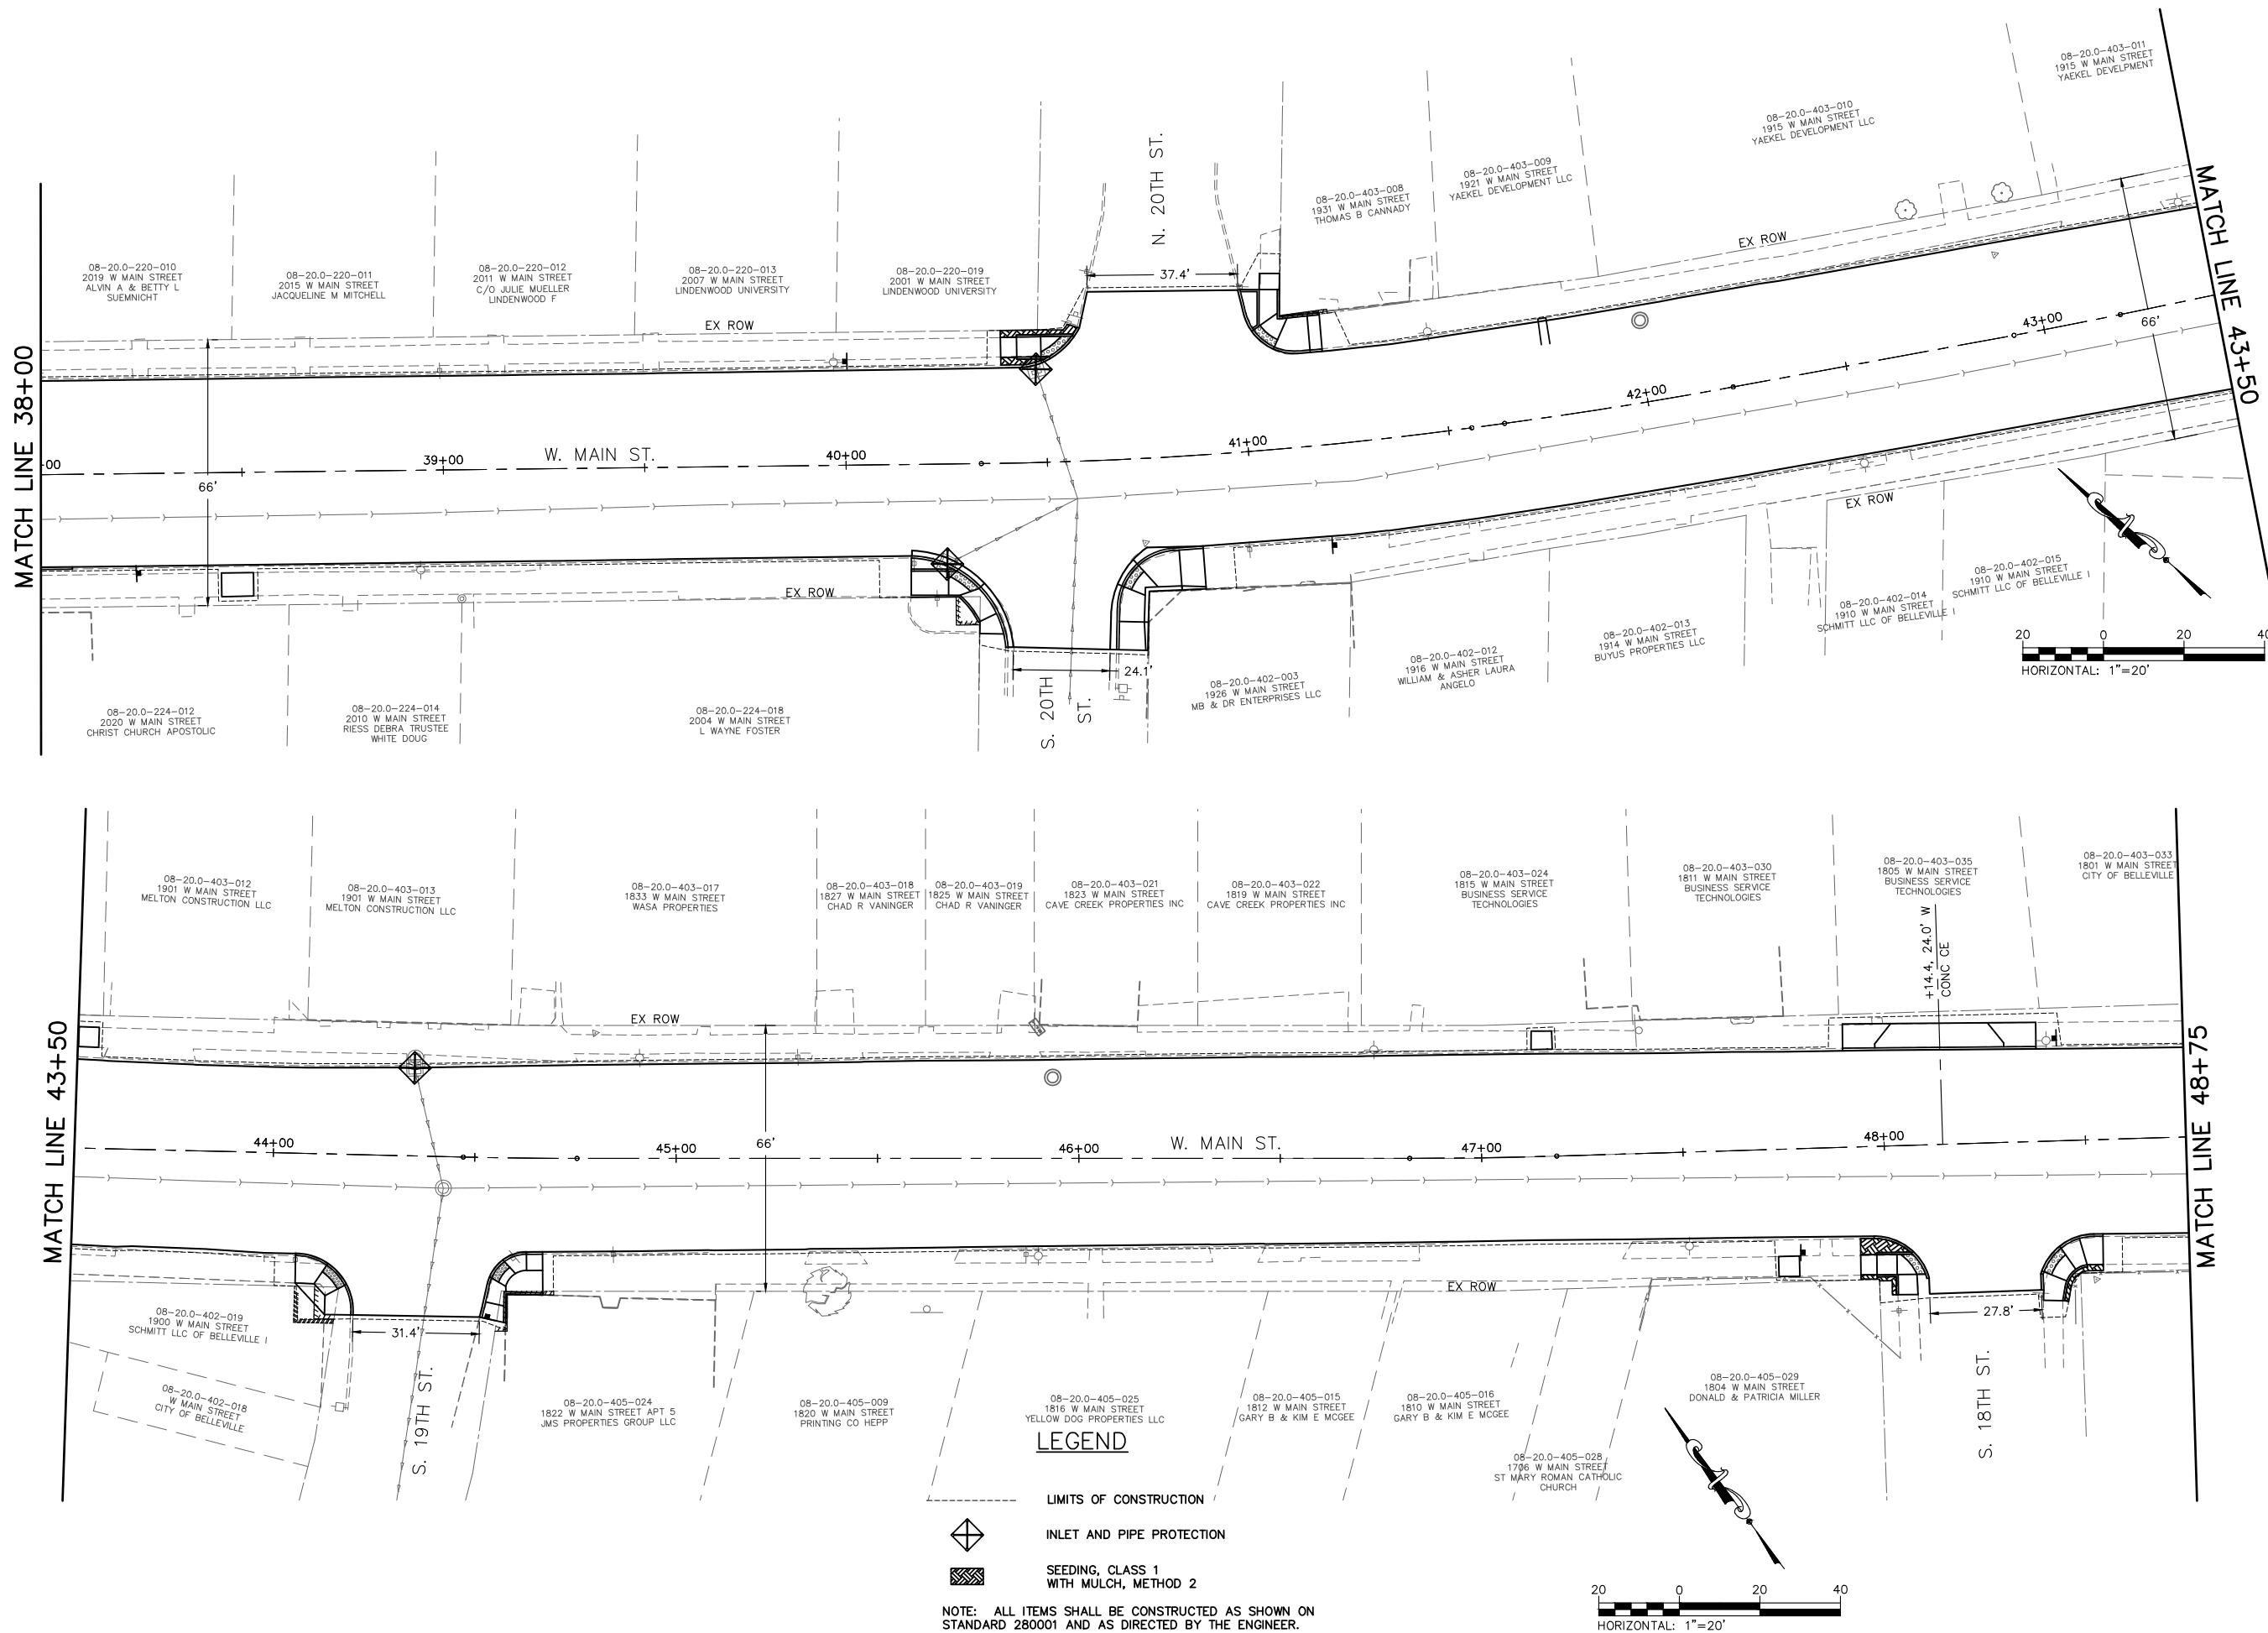 08-20.0-403-011
1915 W MAIN STREET
YAEKEL DEVELPMENT
08-20.0-403-010
1915 W MAIN STREET
YAEKEL DEVELOPMENT LLC
08-20.0-403-009
1921 W MAIN STREET
YAEKEL DEVELOPMENT LLC
08-20.0-403-008
1931 W MAIN STREET
THOMAS B CANNADY
N. 20TH ST.
08-20.0-220-010
2019 W MAIN STREET
ALVIN A & BETTY L
SUEMNICHT
08-20.0-220-011
2015 W MAIN STREET
JACQUELINE M MITCHELL
08-20.0-220-012
2011 W MAIN STREET
C/O JULIE MUELLER
LINDENWOOD F
08-20.0-220-013
2007 W MAIN STREET
LINDENWOOD UNIVERSITY
08-20.0-220-019
2001 W MAIN STREET
LINDENWOOD UNIVERSITY
37.4'
EX ROW
EX ROW
MATCH LINE 38+00
MATCH LINE 43+50
00
39+00
W. MAIN ST.
40+00
41+00
42+00
43+00
66'
66'
EX ROW
EX ROW
24.1'
S. 20TH
ST.
08-20.0-224-012
2020 W MAIN STREET
CHRIST CHURCH APOSTOLIC
08-20.0-224-014
2010 W MAIN STREET
RIESS DEBRA TRUSTEE
WHITE DOUG
08-20.0-224-018
2004 W MAIN STREET
L WAYNE FOSTER
08-20.0-402-003
1926 W MAIN STREET
MB & DR ENTERPRISES LLC
08-20.0-402-012
1916 W MAIN STREET
WILLIAM & ASHER LAURA
ANGELO
08-20.0-402-013
1914 W MAIN STREET
BUYUS PROPERTIES LLC
08-20.0-402-014
1910 W MAIN STREET
SCHMITT LLC OF BELLEVILLE I
08-20.0-402-015
1910 W MAIN STREET
SCHMITT LLC OF BELLEVILLE I
20 0 20 40
HORIZONTAL: 1"=20'
08-20.0-403-012
1901 W MAIN STREET
MELTON CONSTRUCTION LLC
08-20.0-403-013
1901 W MAIN STREET
MELTON CONSTRUCTION LLC
08-20.0-403-017
1833 W MAIN STREET
WASA PROPERTIES
08-20.0-403-018
1827 W MAIN STREET
CHAD R VANINGER
08-20.0-403-019
1825 W MAIN STREET
CHAD R VANINGER
08-20.0-403-021
1823 W MAIN STREET
CAVE CREEK PROPERTIES INC
08-20.0-403-022
1819 W MAIN STREET
CAVE CREEK PROPERTIES INC
08-20.0-403-024
1815 W MAIN STREET
BUSINESS SERVICE
TECHNOLOGIES
08-20.0-403-030
1811 W MAIN STREET
BUSINESS SERVICE
TECHNOLOGIES
08-20.0-403-035
1805 W MAIN STREET
BUSINESS SERVICE
TECHNOLOGIES
08-20.0-403-033
1801 W MAIN STREET
CITY OF BELLEVILLE
+14.4, 24.0' W
CONC CE
EX ROW
MATCH LINE 43+50
MATCH LINE 48+75
44+00
45+00
66'
46+00
W. MAIN ST.
47+00
48+00
EX ROW
31.4'
27.8'
S. 19TH ST.
S. 18TH ST.
08-20.0-402-019
1900 W MAIN STREET
SCHMITT LLC OF BELLEVILLE I
08-20.0-402-018
W MAIN STREET
CITY OF BELLEVILLE
08-20.0-405-024
1822 W MAIN STREET APT 5
JMS PROPERTIES GROUP LLC
08-20.0-405-009
1820 W MAIN STREET
PRINTING CO HEPP
08-20.0-405-025
1816 W MAIN STREET
YELLOW DOG PROPERTIES LLC
08-20.0-405-015
1812 W MAIN STREET
GARY B & KIM E MCGEE
08-20.0-405-016
1810 W MAIN STREET
GARY B & KIM E MCGEE
08-20.0-405-029
1804 W MAIN STREET
DONALD & PATRICIA MILLER
08-20.0-405-028
1706 W MAIN STREET
ST MARY ROMAN CATHOLIC
CHURCH
LEGEND
LIMITS OF CONSTRUCTION
INLET AND PIPE PROTECTION
SEEDING, CLASS 1
WITH MULCH, METHOD 2
NOTE: ALL ITEMS SHALL BE CONSTRUCTED AS SHOWN ON
STANDARD 280001 AND AS DIRECTED BY THE ENGINEER.
20 0 20 40
HORIZONTAL: 1"=20'